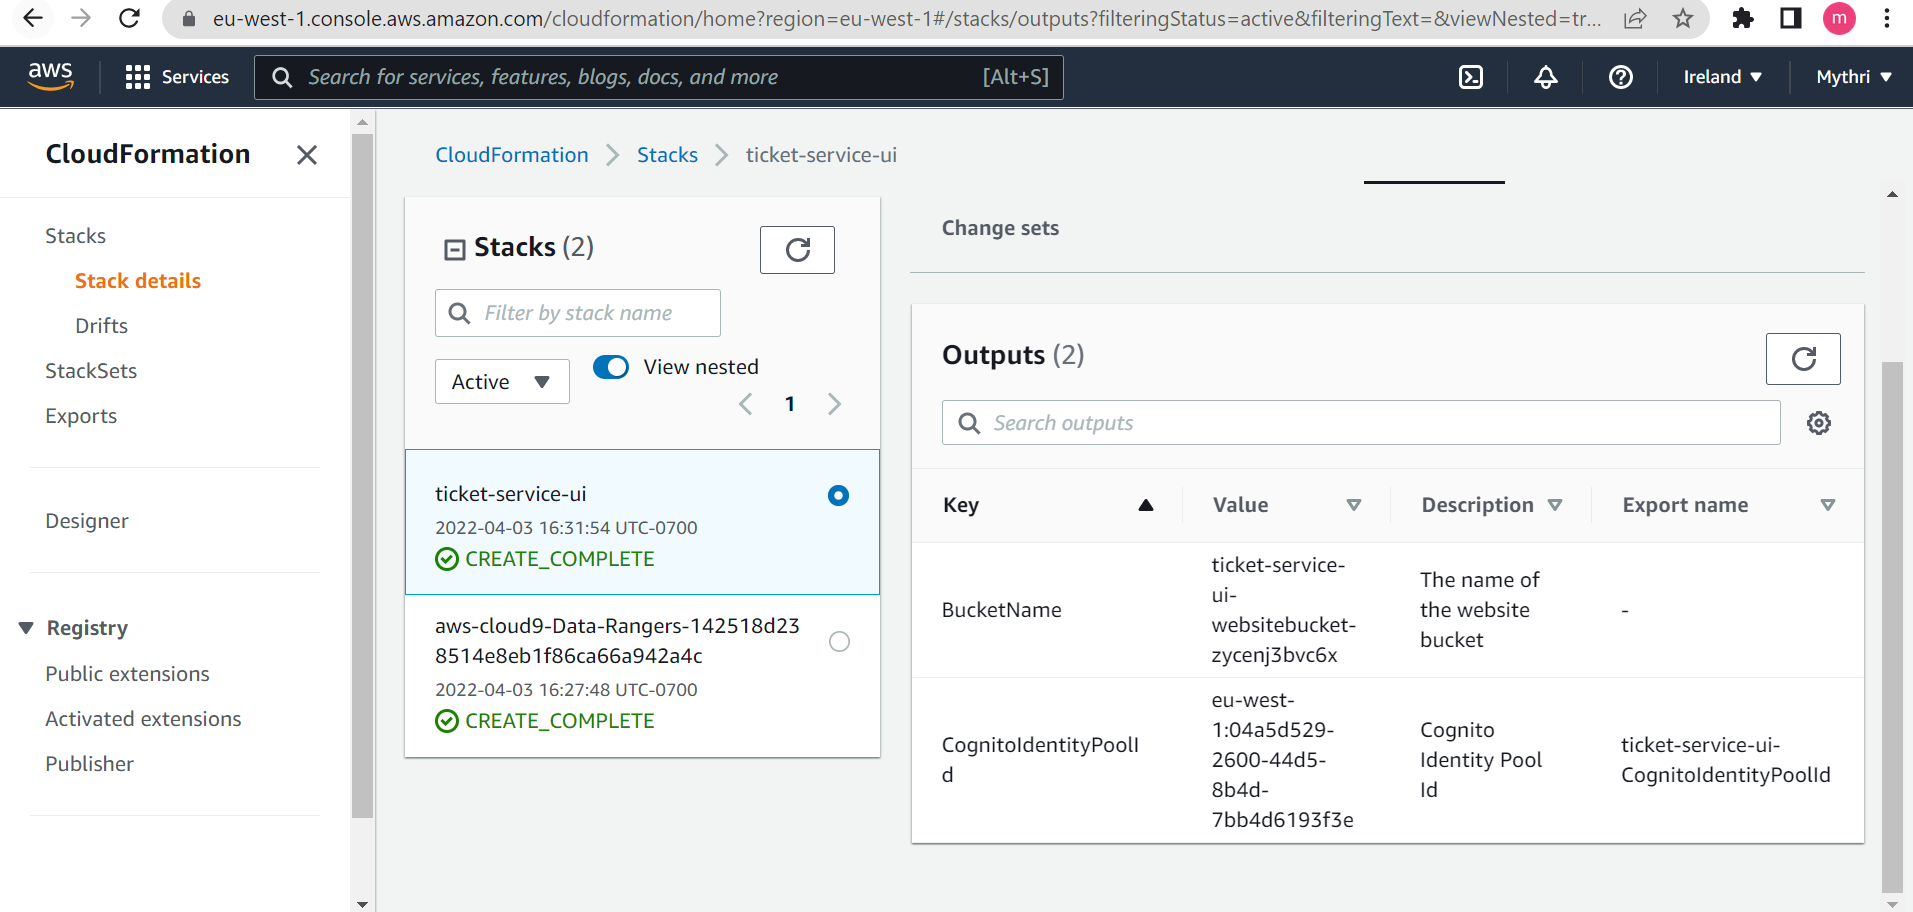 eu-west-1.console.aws.amazon.com/cloudformation/home?region=eu-west-1#/stacks/outputs?filteringStatus=active&filteringText=&viewNested=tr...
m
aws
Services
Search for services, features, blogs, docs, and more
[Alt+S]
Ireland
Mythri
CloudFormation
Stacks
Stack details
Drifts
StackSets
Exports
Designer
Registry
Public extensions
Activated extensions
Publisher
CloudFormation
Stacks
ticket-service-ui
Stacks (2)
Filter by stack name
Active
View nested
1
ticket-service-ui
2022-04-03 16:31:54 UTC-0700
CREATE_COMPLETE
aws-cloud9-Data-Rangers-142518d23
8514e8eb1f86ca66a942a4c
2022-04-03 16:27:48 UTC-0700
CREATE_COMPLETE
Change sets
Outputs (2)
Search outputs
Key
Value
Description
Export name
BucketName
ticket-service-
ui-
websitebucket-
zycenj3bvc6x
The name of
the website
bucket
-
CognitoIdentityPoolI
d
eu-west-
1:04a5d529-
2600-44d5-
8b4d-
7bb4d6193f3e
Cognito
Identity Pool
Id
ticket-service-ui-
CognitoIdentityPoolId